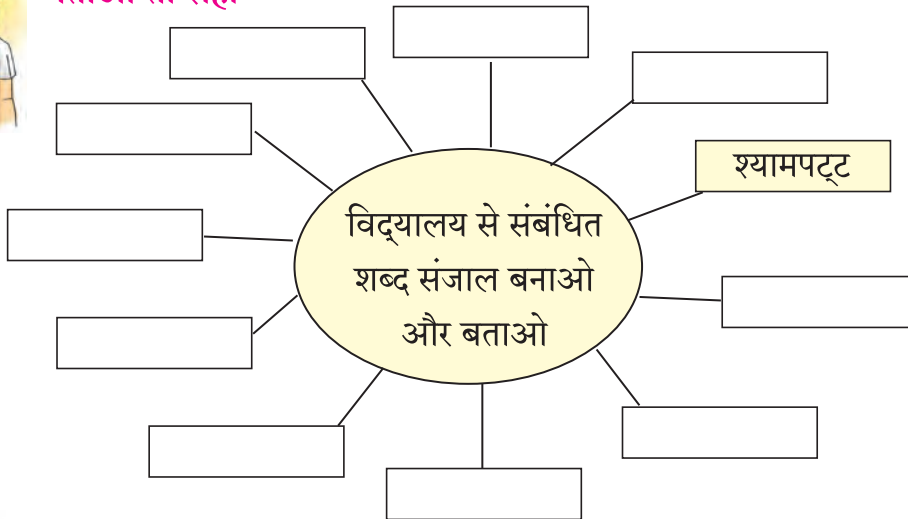 श्यामपट्‍ट
विद्‍यालय से संबंधित
शब्द संजाल बनाओ
और बताओ